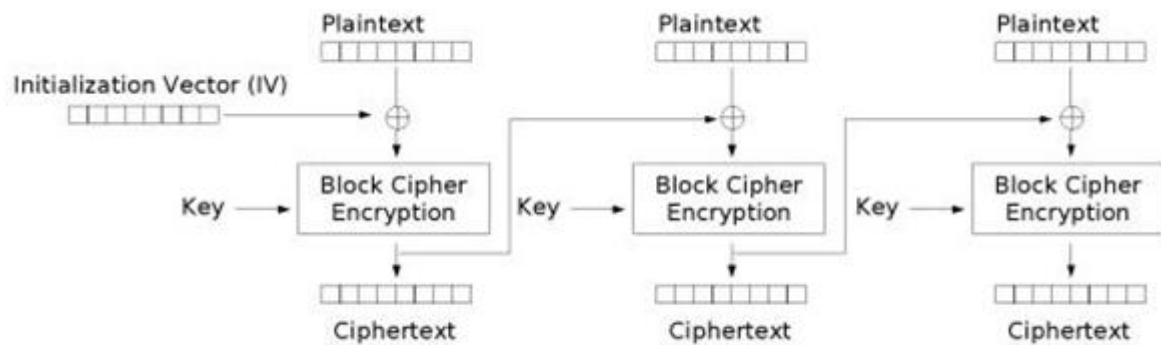 Plaintext
Plaintext
Plaintext
Initialization Vector (IV)
Key
Block Cipher
Encryption
Key
Block Cipher
Encryption
Key
Block Cipher
Encryption
Ciphertext
Ciphertext
Ciphertext